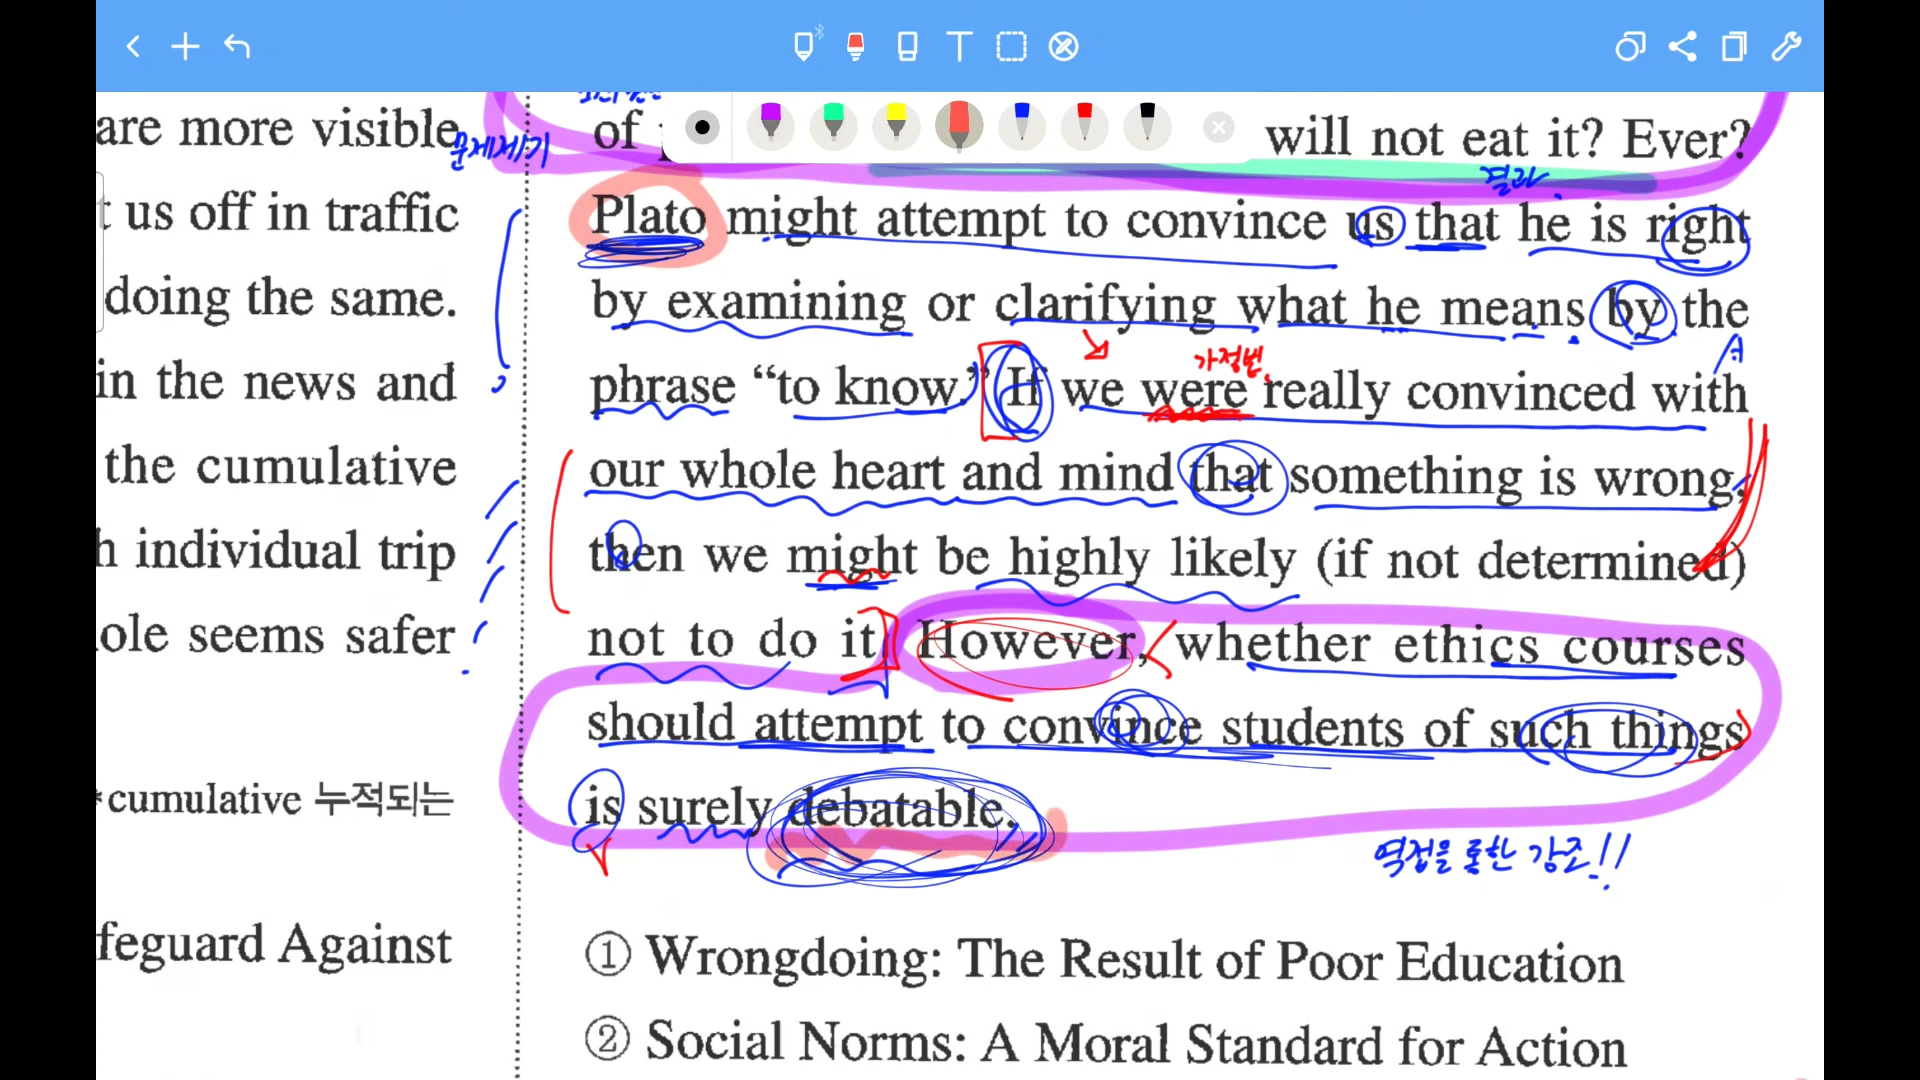 are more visible
t us off in traffic
doing the same.
in the news and
the cumulative
h individual trip
ole seems safer
*cumulative 누적되는
feguard Against
문제제기
of
will not eat it? Ever?
결과
Plato might attempt to convince us that he is right
by examining or clarifying what he means by the
가정법
phrase “to know.” If we were really convinced with
our whole heart and mind that something is wrong,
then we might be highly likely (if not determined)
not to do it. However, whether ethics courses
should attempt to convince students of such things
is surely debatable.
역접을 통한 강조!!
① Wrongdoing: The Result of Poor Education
② Social Norms: A Moral Standard for Action